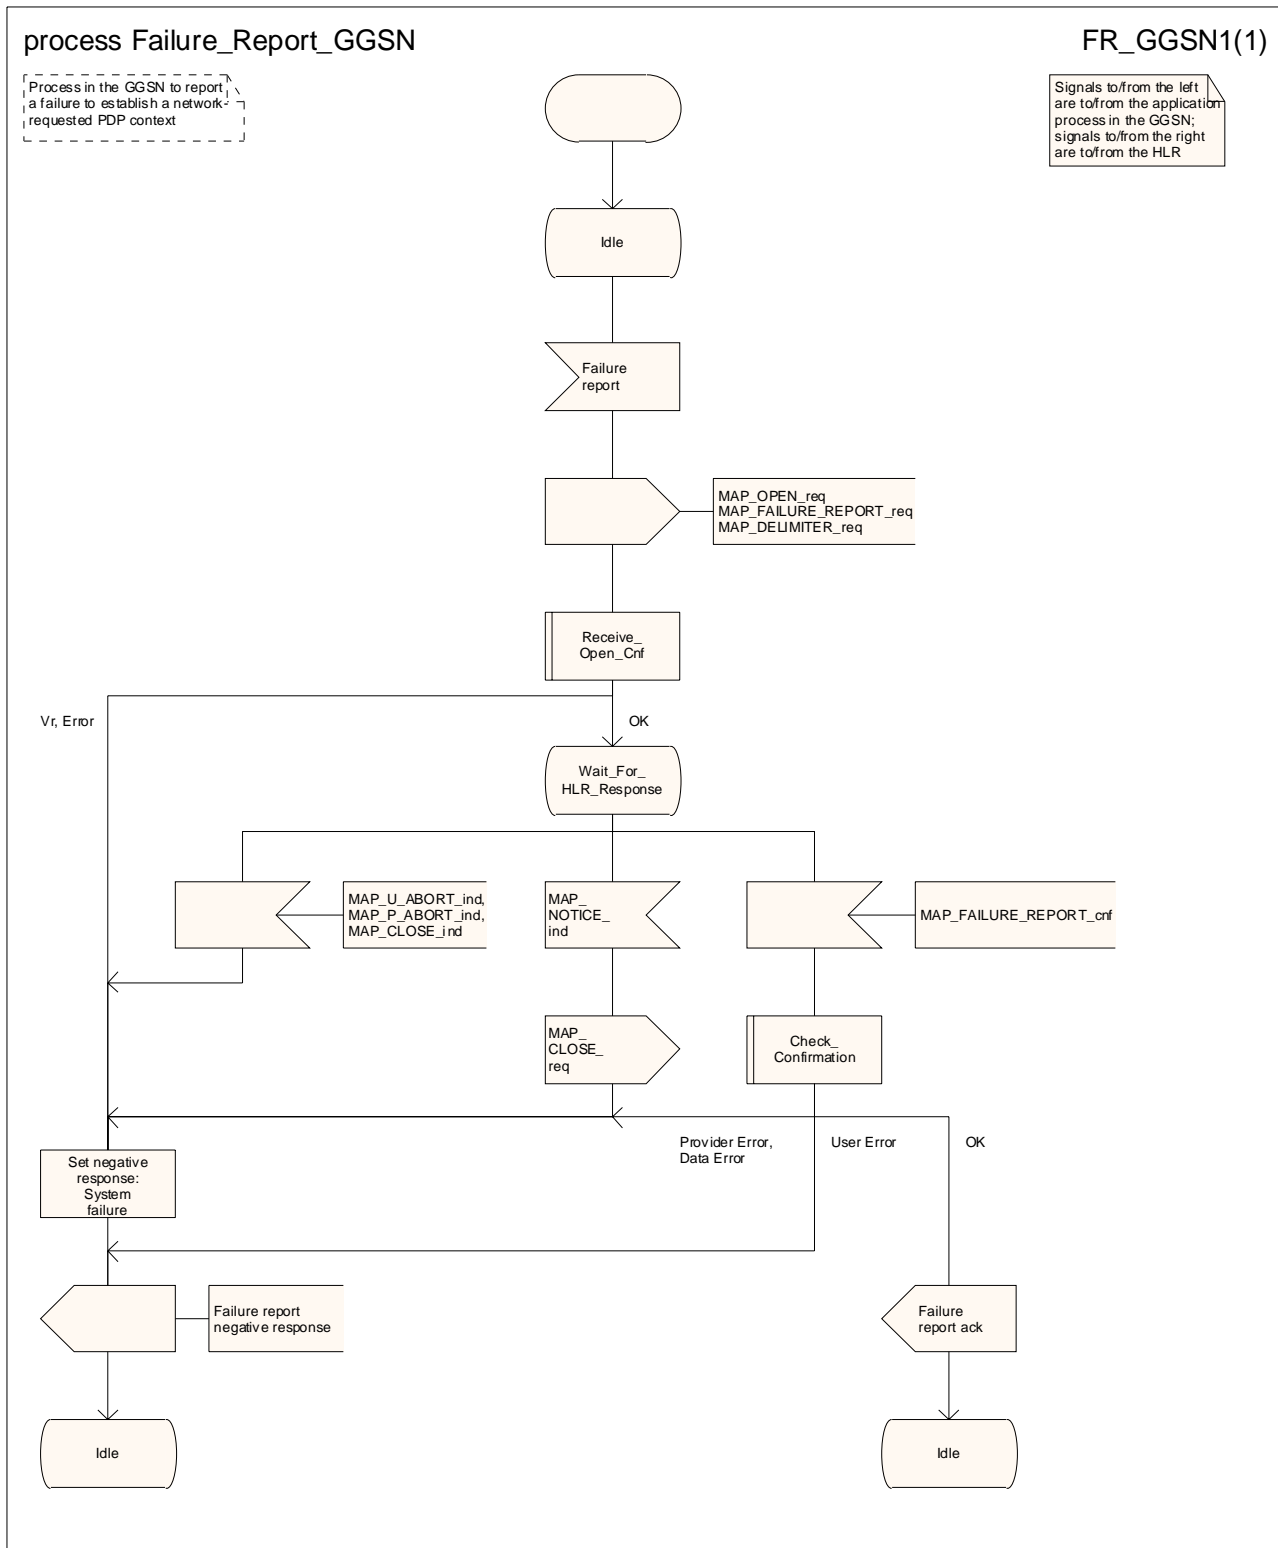 process Failure_Report_GGSN
FR_GGSN1(1)
Process in the GGSN to report
a failure to establish a network-
requested PDP context
Signals to/from the left
are to/from the application
process in the GGSN;
signals to/from the right
are to/from the HLR
Idle
Failure
report
MAP_OPEN_req
MAP_FAILURE_REPORT_req
MAP_DELIMITER_req
Receive_
Open_Cnf
Vr, Error
OK
Wait_For_
HLR_Response
MAP_U_ABORT_ind,
MAP_P_ABORT_ind,
MAP_CLOSE_ind
MAP_
NOTICE_
ind
MAP_FAILURE_REPORT_cnf
MAP_
CLOSE_
req
Check_
Confirmation
Provider Error,
Data Error
User Error
OK
Set negative
response:
System
failure
Failure report
negative response
Failure
report ack
Idle
Idle